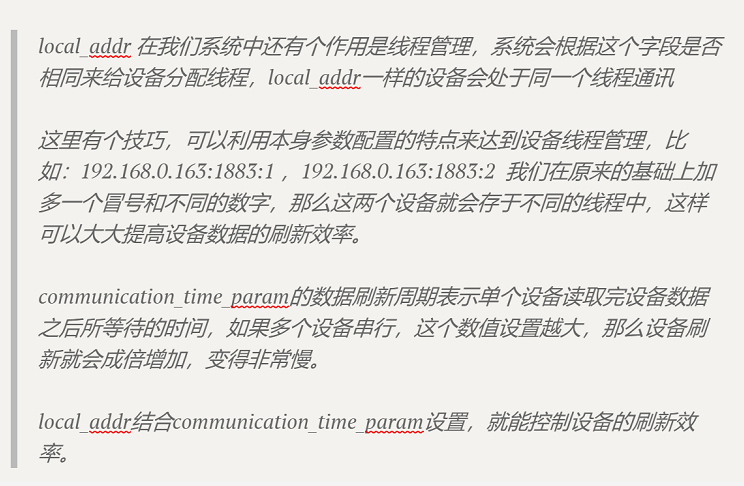 local_addr 在我们系统中还有个作用是线程管理，系统会根据这个字段是否
相同来给设备分配线程，local_addr一样的设备会处于同一个线程通讯
这里有个技巧，可以利用本身参数配置的特点来达到设备线程管理，比
如：192.168.0.163:1883:1 ，192.168.0.163:1883:2 我们在原来的基础上加
多一个冒号和不同的数字，那么这两个设备就会存于不同的线程中，这样
可以大大提高设备数据的刷新效率。
communication_time_param的数据刷新周期表示单个设备读取完设备数据
之后所等待的时间，如果多个设备串行，这个数值设置越大，那么设备刷
新就会成倍增加，变得非常慢。
local_addr结合communication_time_param设置，就能控制设备的刷新效
率。